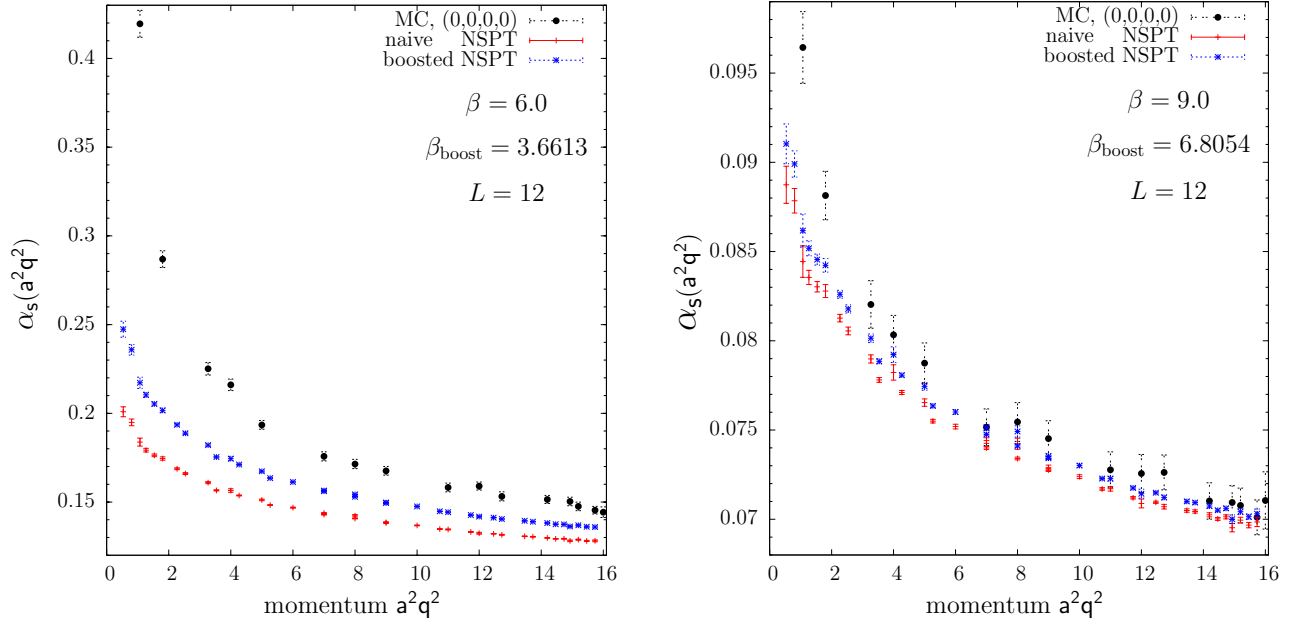 MC, (0,0,0,0)
naive NSPT
boosted NSPT
β = 6.0
β_boost = 3.6613
L = 12
0.4
0.35
0.3
0.25
0.2
0.15
α_s(a²q²)
0 2 4 6 8 10 12 14 16
momentum a²q²
MC, (0,0,0,0)
naive NSPT
boosted NSPT
β = 9.0
β_boost = 6.8054
L = 12
0.095
0.09
0.085
0.08
0.075
0.07
α_s(a²q²)
0 2 4 6 8 10 12 14 16
momentum a²q²